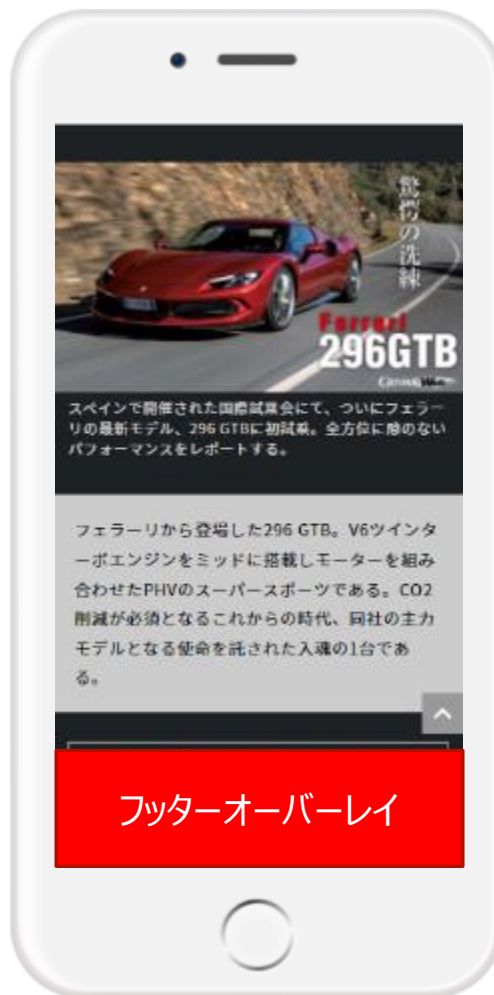 驚愕の洗練
Ferrari
296GTB
スペインで開催された国際試乗会にて、ついにフェラー
リの最新モデル、296 GTBに初試乗。全方位に隙のない
パフォーマンスをレポートする。
フェラーリから登場した296 GTB。V6ツインタ
ーボエンジンをミッドに搭載しモーターを組み
合わせたPHVのスーパースポーツである。CO2
削減が必須となるこれからの時代、同社の主力
モデルとなる使命を託された入魂の1台であ
る。
フッターオーバーレイ